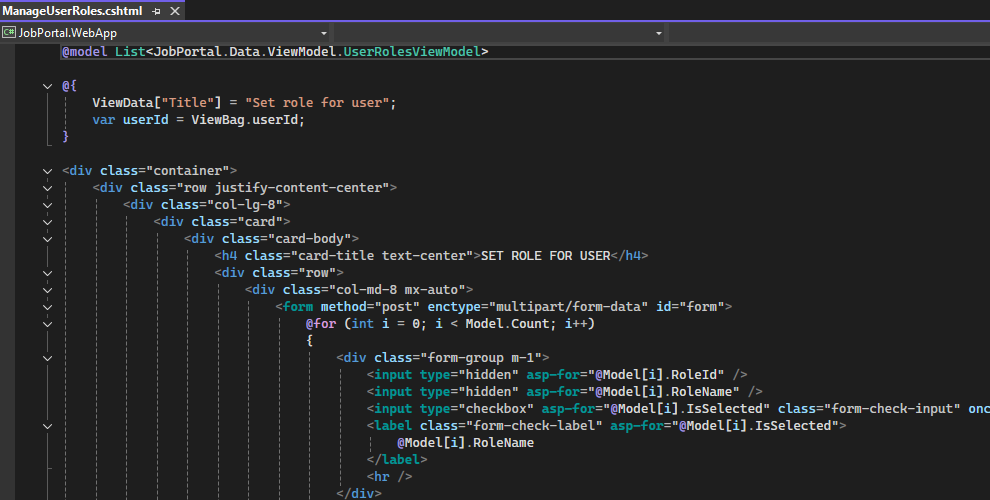 ManageUserRoles.cshtml
C# JobPortal.WebApp
@model List<JobPortal.Data.ViewModel.UserRolesViewModel>
@{
ViewData["Title"] = "Set role for user";
var userId = ViewBag.userId;
}
<div class="container">
<div class="row justify-content-center">
<div class="col-lg-8">
<div class="card">
<div class="card-body">
<h4 class="card-title text-center">SET ROLE FOR USER</h4>
<div class="row">
<div class="col-md-8 mx-auto">
<form method="post" enctype="multipart/form-data" id="form">
@for (int i = 0; i < Model.Count; i++)
{
<div class="form-group m-1">
<input type="hidden" asp-for="@Model[i].RoleId" />
<input type="hidden" asp-for="@Model[i].RoleName" />
<input type="checkbox" asp-for="@Model[i].IsSelected" class="form-check-input" onc
<label class="form-check-label" asp-for="@Model[i].IsSelected">
@Model[i].RoleName
</label>
<hr />
</div>